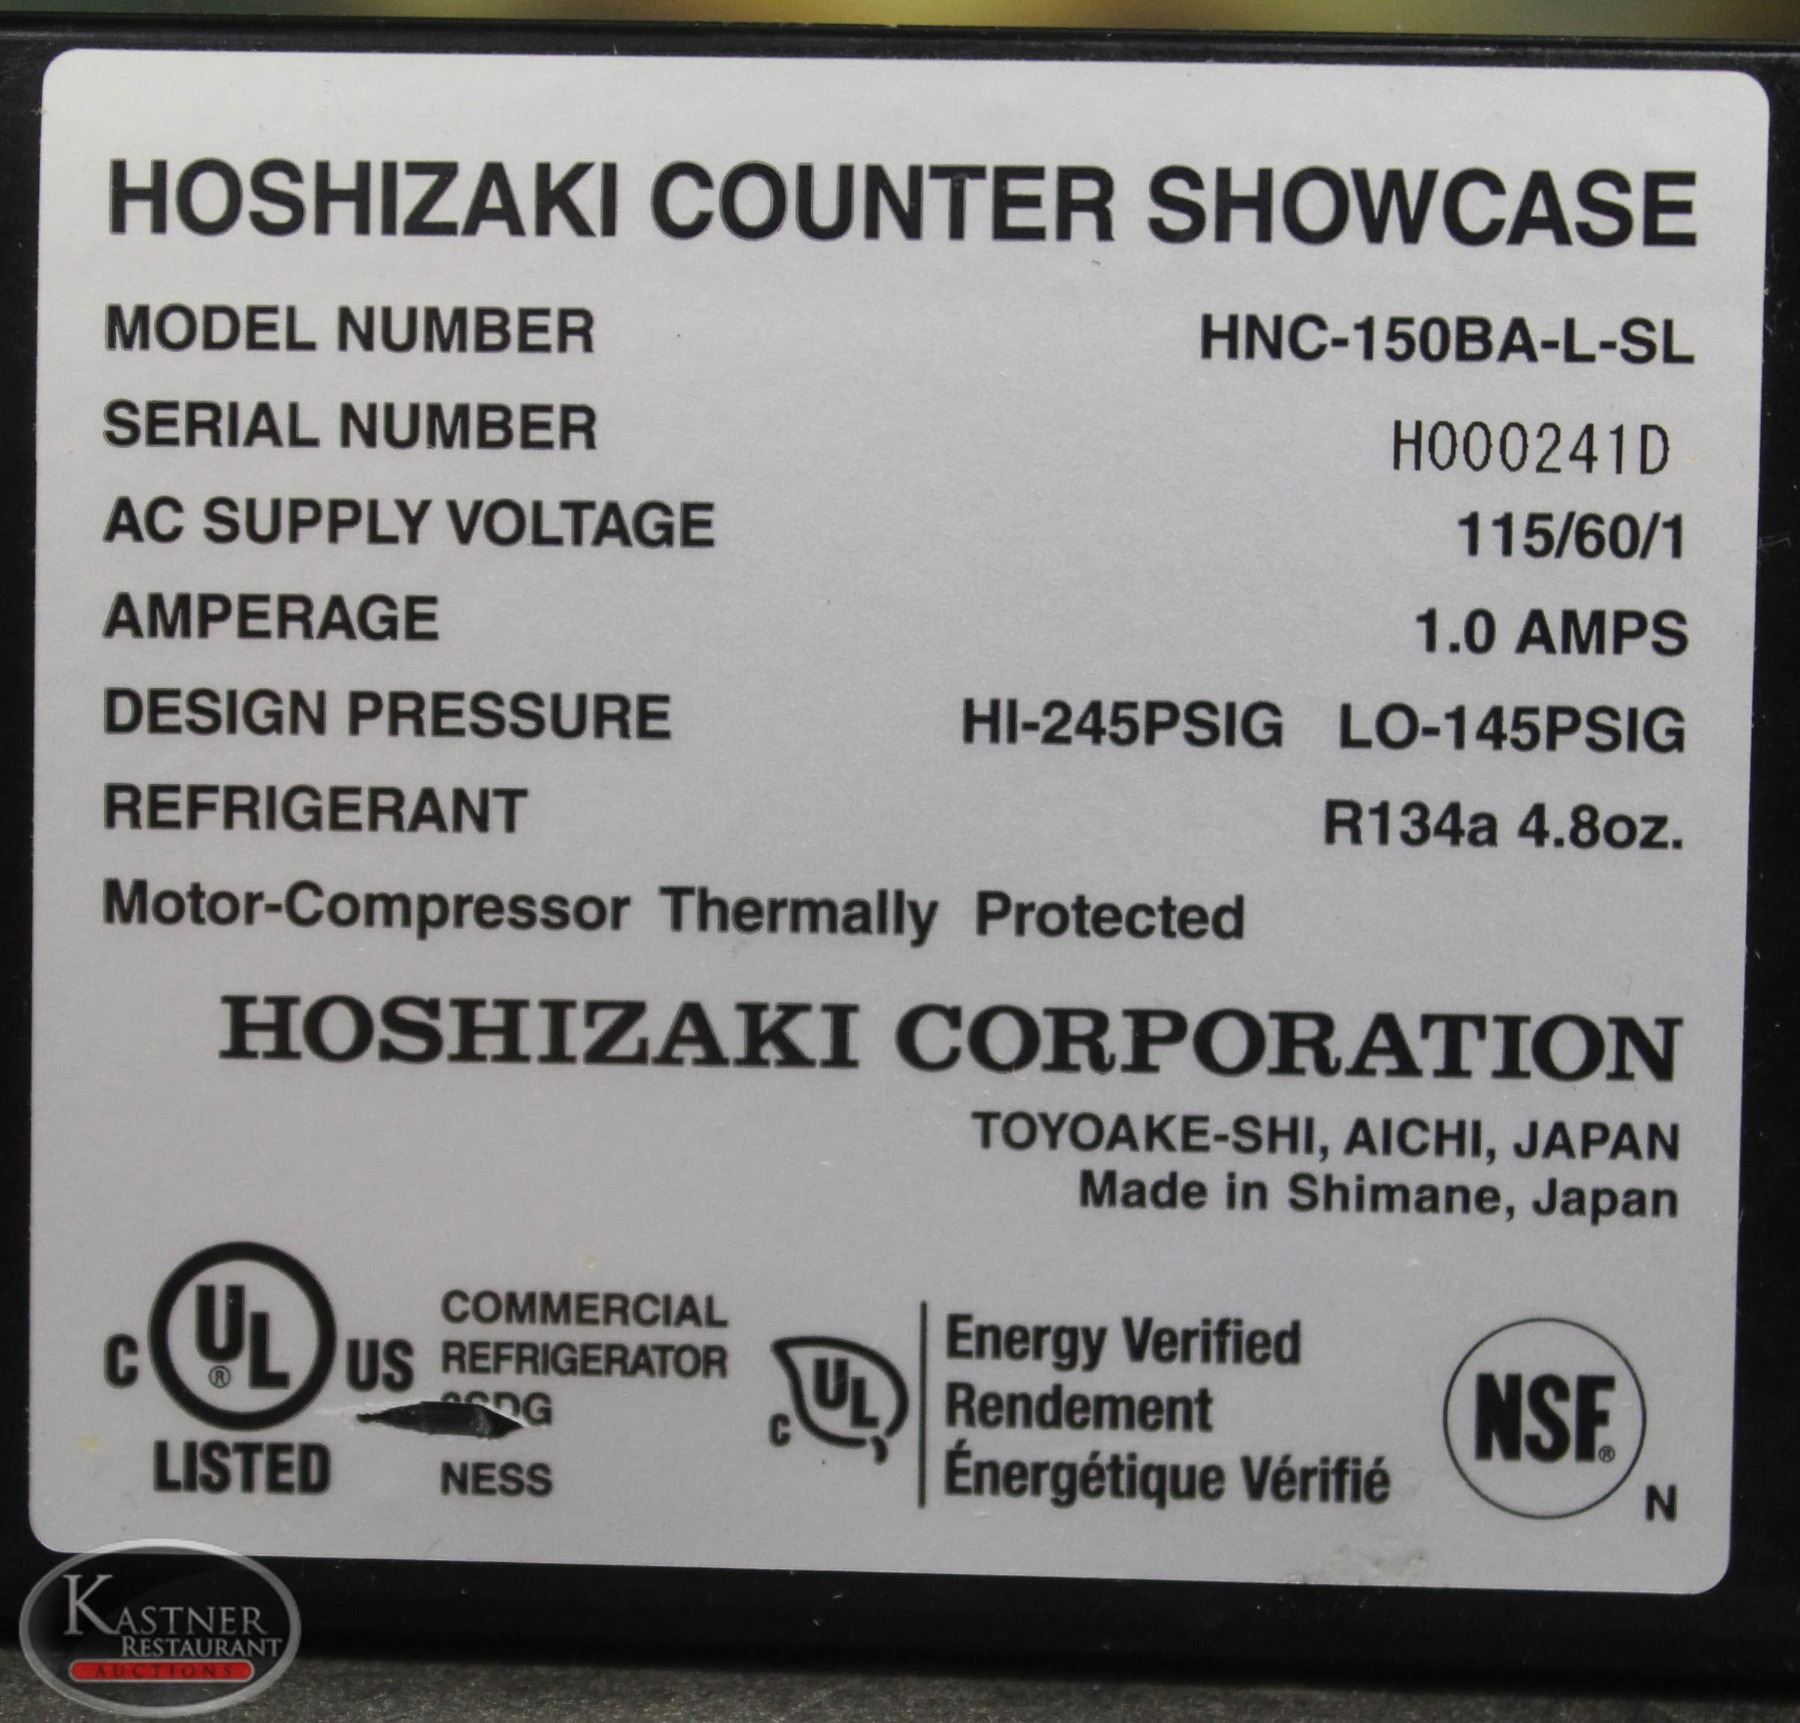 HOSHIZAKI COUNTER SHOWCASE
MODEL NUMBER HNC-150BA-L-SL
SERIAL NUMBER H000241D
AC SUPPLY VOLTAGE 115/60/1
AMPERAGE 1.0 AMPS
DESIGN PRESSURE HI-245PSIG LO-145PSIG
REFRIGERANT R134a 4.8oz.
Motor-Compressor Thermally Protected
HOSHIZAKI CORPORATION
TOYOAKE-SHI, AICHI, JAPAN
Made in Shimane, Japan
C UL® US
LISTED
COMMERCIAL
REFRIGERATOR
NESS
C UL
Energy Verified
Rendement
Énergétique Vérifié
NSF® N
KASTNER
RESTAURANT
AUCTIONS